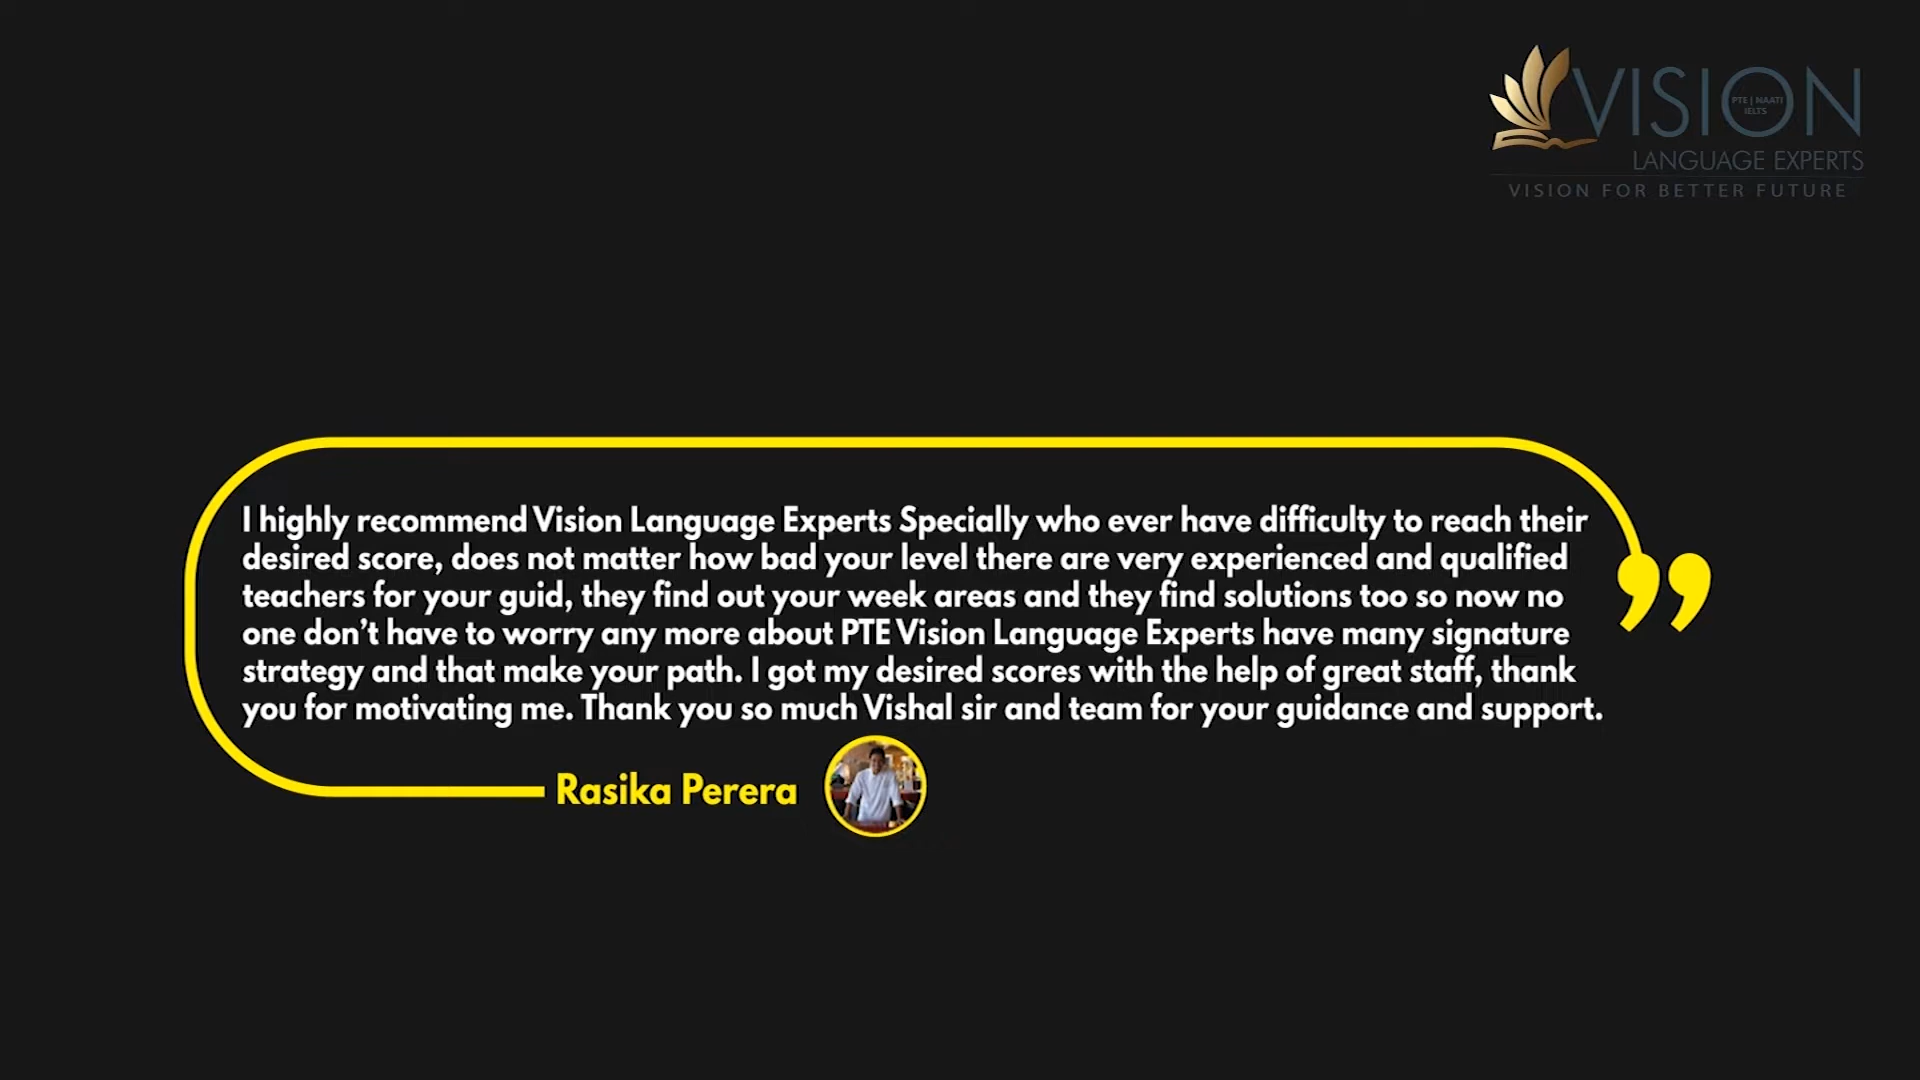 VISION
PTE | NAATI
IELTS
LANGUAGE EXPERTS
VISION FOR BETTER FUTURE
I highly recommend Vision Language Experts Specially who ever have difficulty to reach their
desired score, does not matter how bad your level there are very experienced and qualified
teachers for your guid, they find out your week areas and they find solutions too so now no
one don’t have to worry any more about PTE Vision Language Experts have many signature
strategy and that make your path. I got my desired scores with the help of great staff, thank
you for motivating me. Thank you so much Vishal sir and team for your guidance and support.
”
Rasika Perera